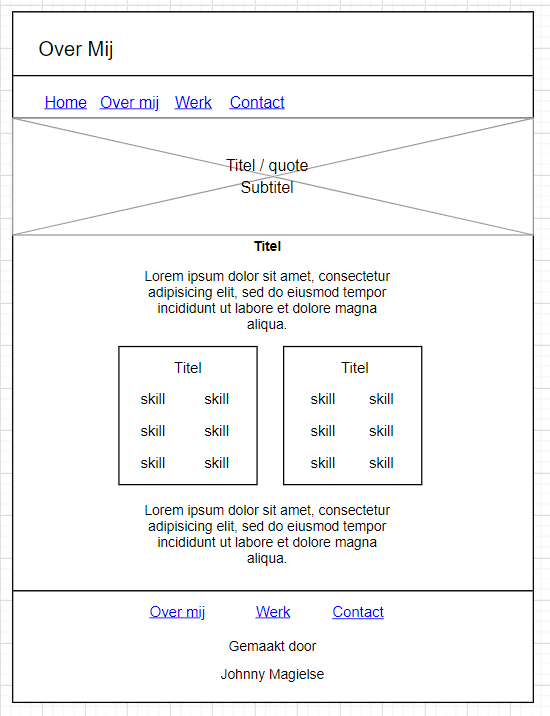 Over Mij
Home Over mij Werk Contact
Titel / quote
Subtitel
Titel
Lorem ipsum dolor sit amet, consectetur
adipisicing elit, sed do eiusmod tempor
incididunt ut labore et dolore magna
aliqua.
Titel
skill skill
skill skill
skill skill
Titel
skill skill
skill skill
skill skill
Lorem ipsum dolor sit amet, consectetur
adipisicing elit, sed do eiusmod tempor
incididunt ut labore et dolore magna
aliqua.
Over mij Werk Contact
Gemaakt door
Johnny Magielse